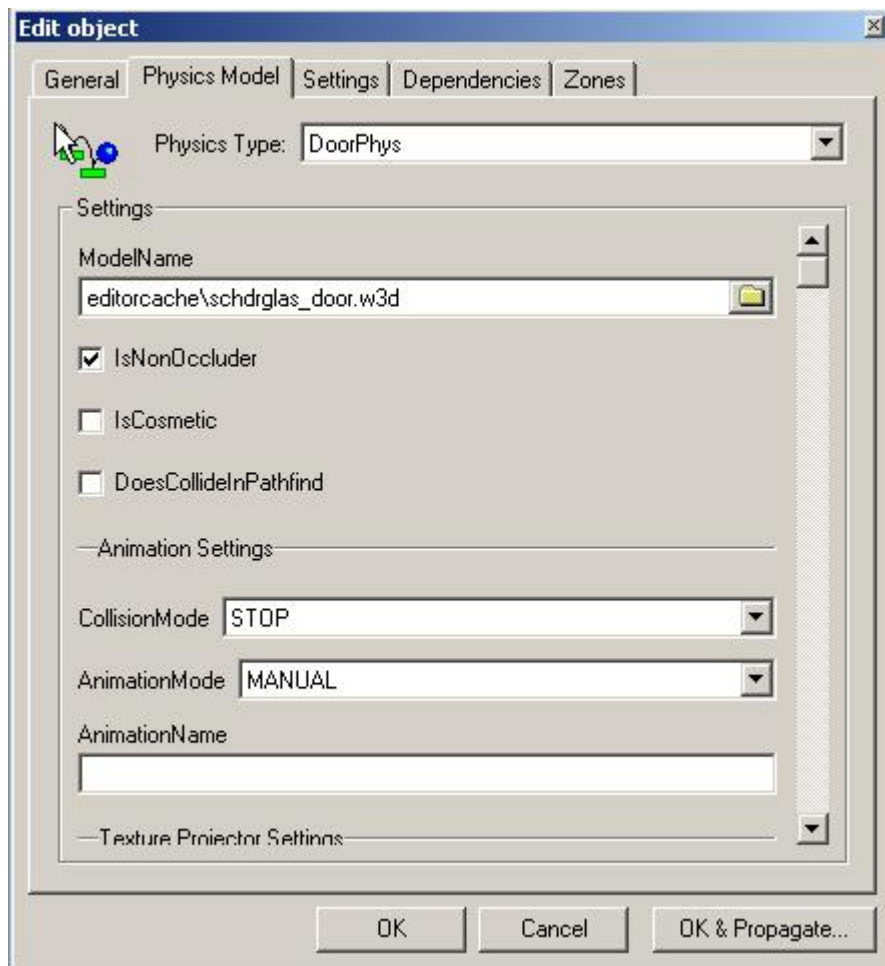 Edit object
General Physics Model Settings Dependencies Zones
Physics Type: DoorPhys
Settings
ModelName
editorcache\schdrglas_door.w3d
IsNonOccluder
IsCosmetic
DoesCollideInPathfind
Animation Settings
CollisionMode STOP
AnimationMode MANUAL
AnimationName
Texture Projector Settings
OK Cancel OK & Propagate...